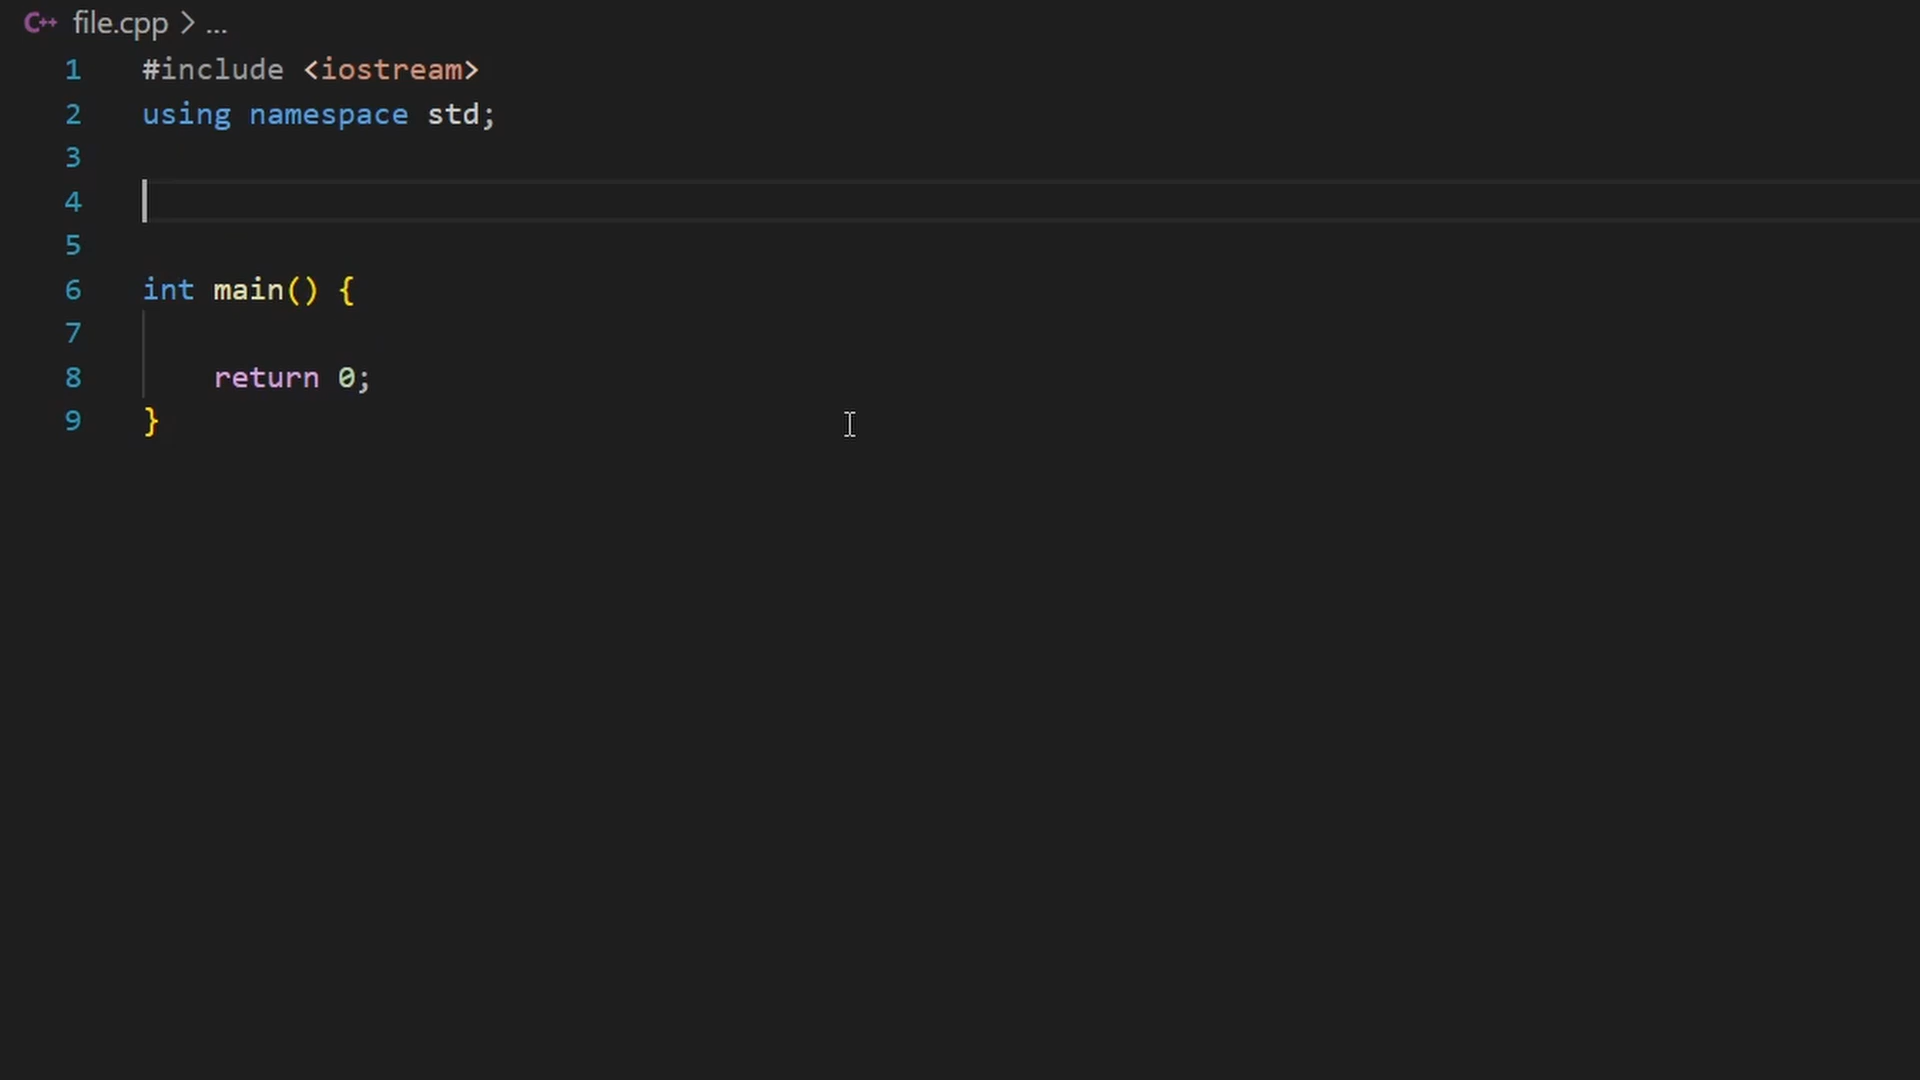 C++ file.cpp > ...
1 #include <iostream>
2 using namespace std;
3
4
5
6 int main() {
7
8     return 0;
9 }